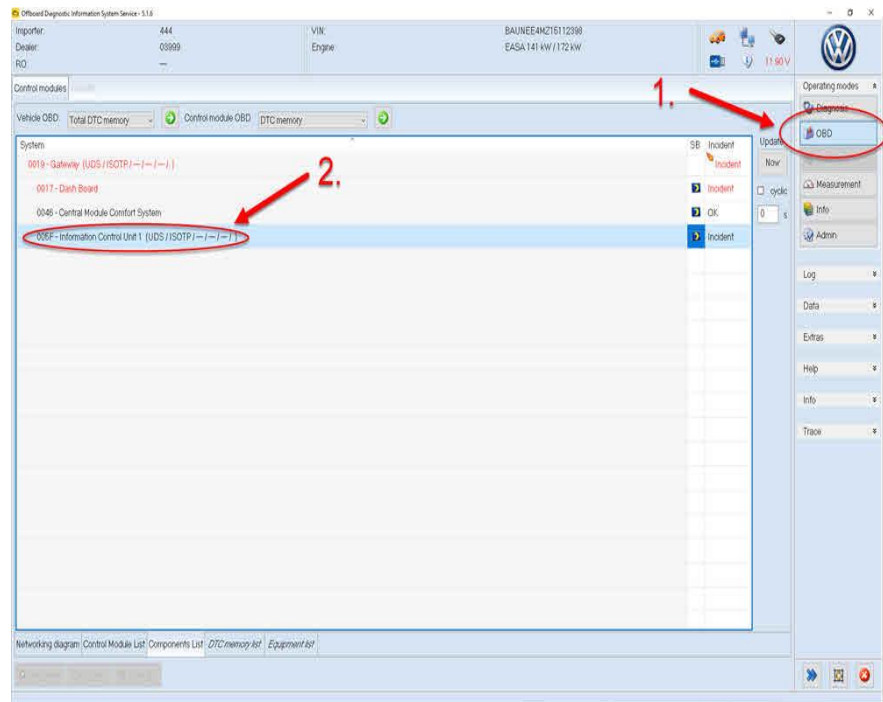 Offboard Diagnostic Information System Service - 5.1.6
Importer: 444 VIN: BAUNEE4HZ15112398
Dealer: 03999 Engine: EASA 141 kW / 172 kW
RO: —
11.90 V
Control modules
Vehicle OBD: Total DTC memory Control module OBD: DTC memory
System SB Incident
0019 - Gateway (UDS / ISOTP / — / — / — / ) Incident
0017 - Dash Board Incident
0046 - Central Module Comfort System OK
005F - Information Control Unit 1 (UDS / ISOTP / — / — / — / ) Incident
1.
2.
Update
Now
cyclic
0 s
Operating modes
Diagnosis
OBD
Measurement
Info
Admin
Log
Data
Extras
Help
Info
Trace
Networking diagram Control Module List Components List DTC memory list Equipment list